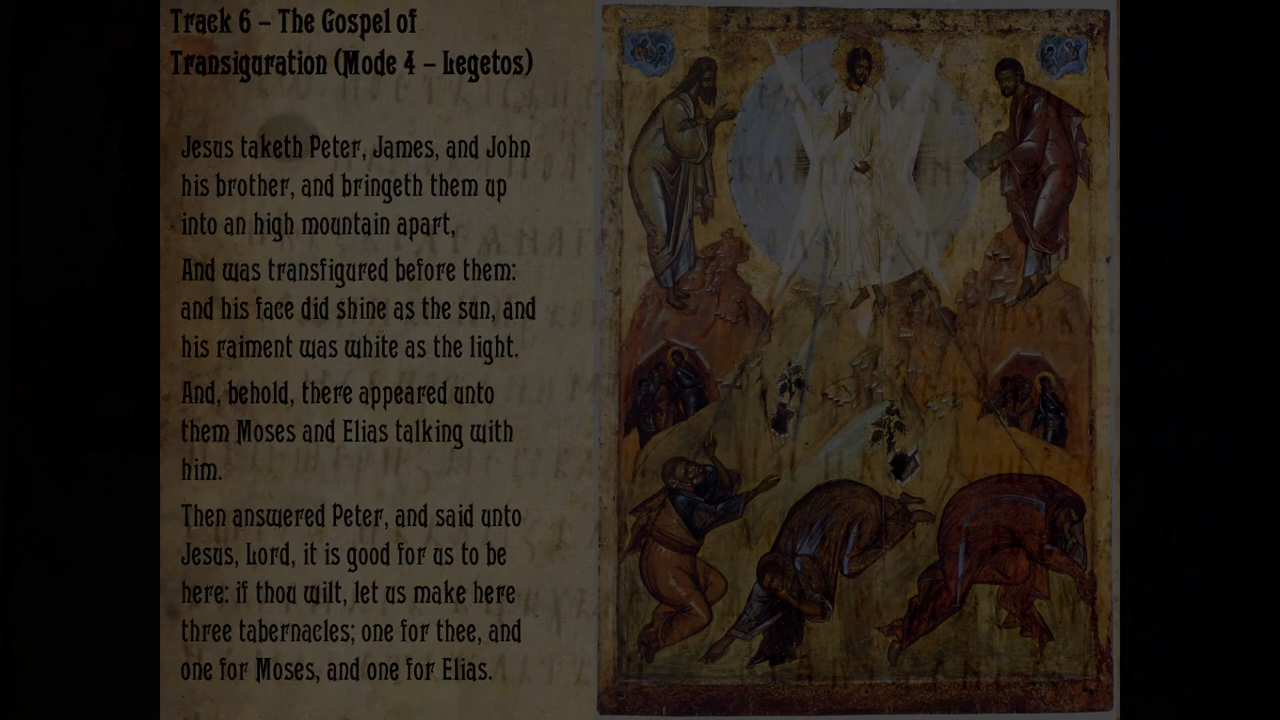 Track 6 – The Gospel of
Transiguration (Mode 4 – Legetos)
Jesus taketh Peter, James, and John
his brother, and bringeth them up
into an high mountain apart,
And was transfigured before them:
and his face did shine as the sun, and
his raiment was white as the light.
And, behold, there appeared unto
them Moses and Elias talking with
him.
Then answered Peter, and said unto
Jesus, Lord, it is good for us to be
here: if thou wilt, let us make here
three tabernacles; one for thee, and
one for Moses, and one for Elias.